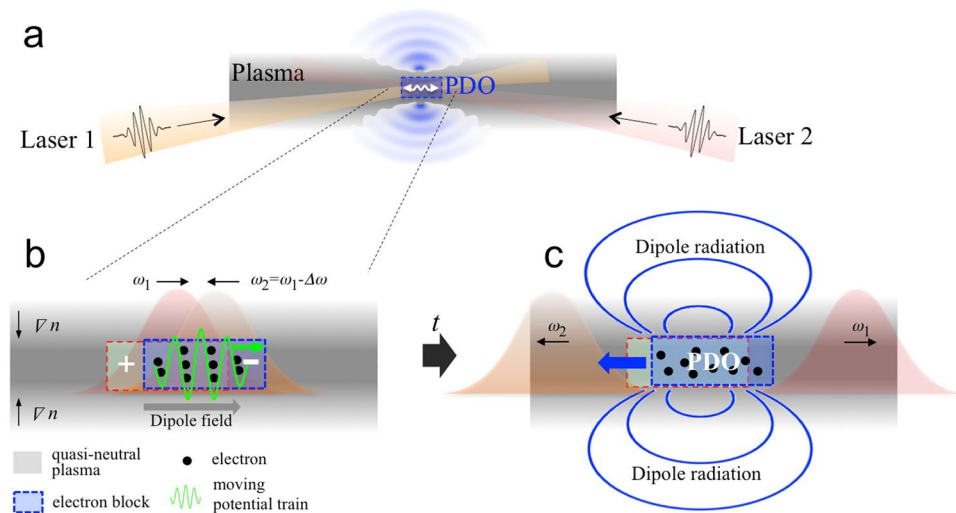 a
Plasma
PDO
Laser 1
Laser 2
b
ω₁
ω₂=ω₁-Δω
∇n
∇n
+
−
Dipole field
quasi-neutral
plasma
electron
electron block
moving
potential train
t
c
Dipole radiation
ω₂
ω₁
PDO
Dipole radiation